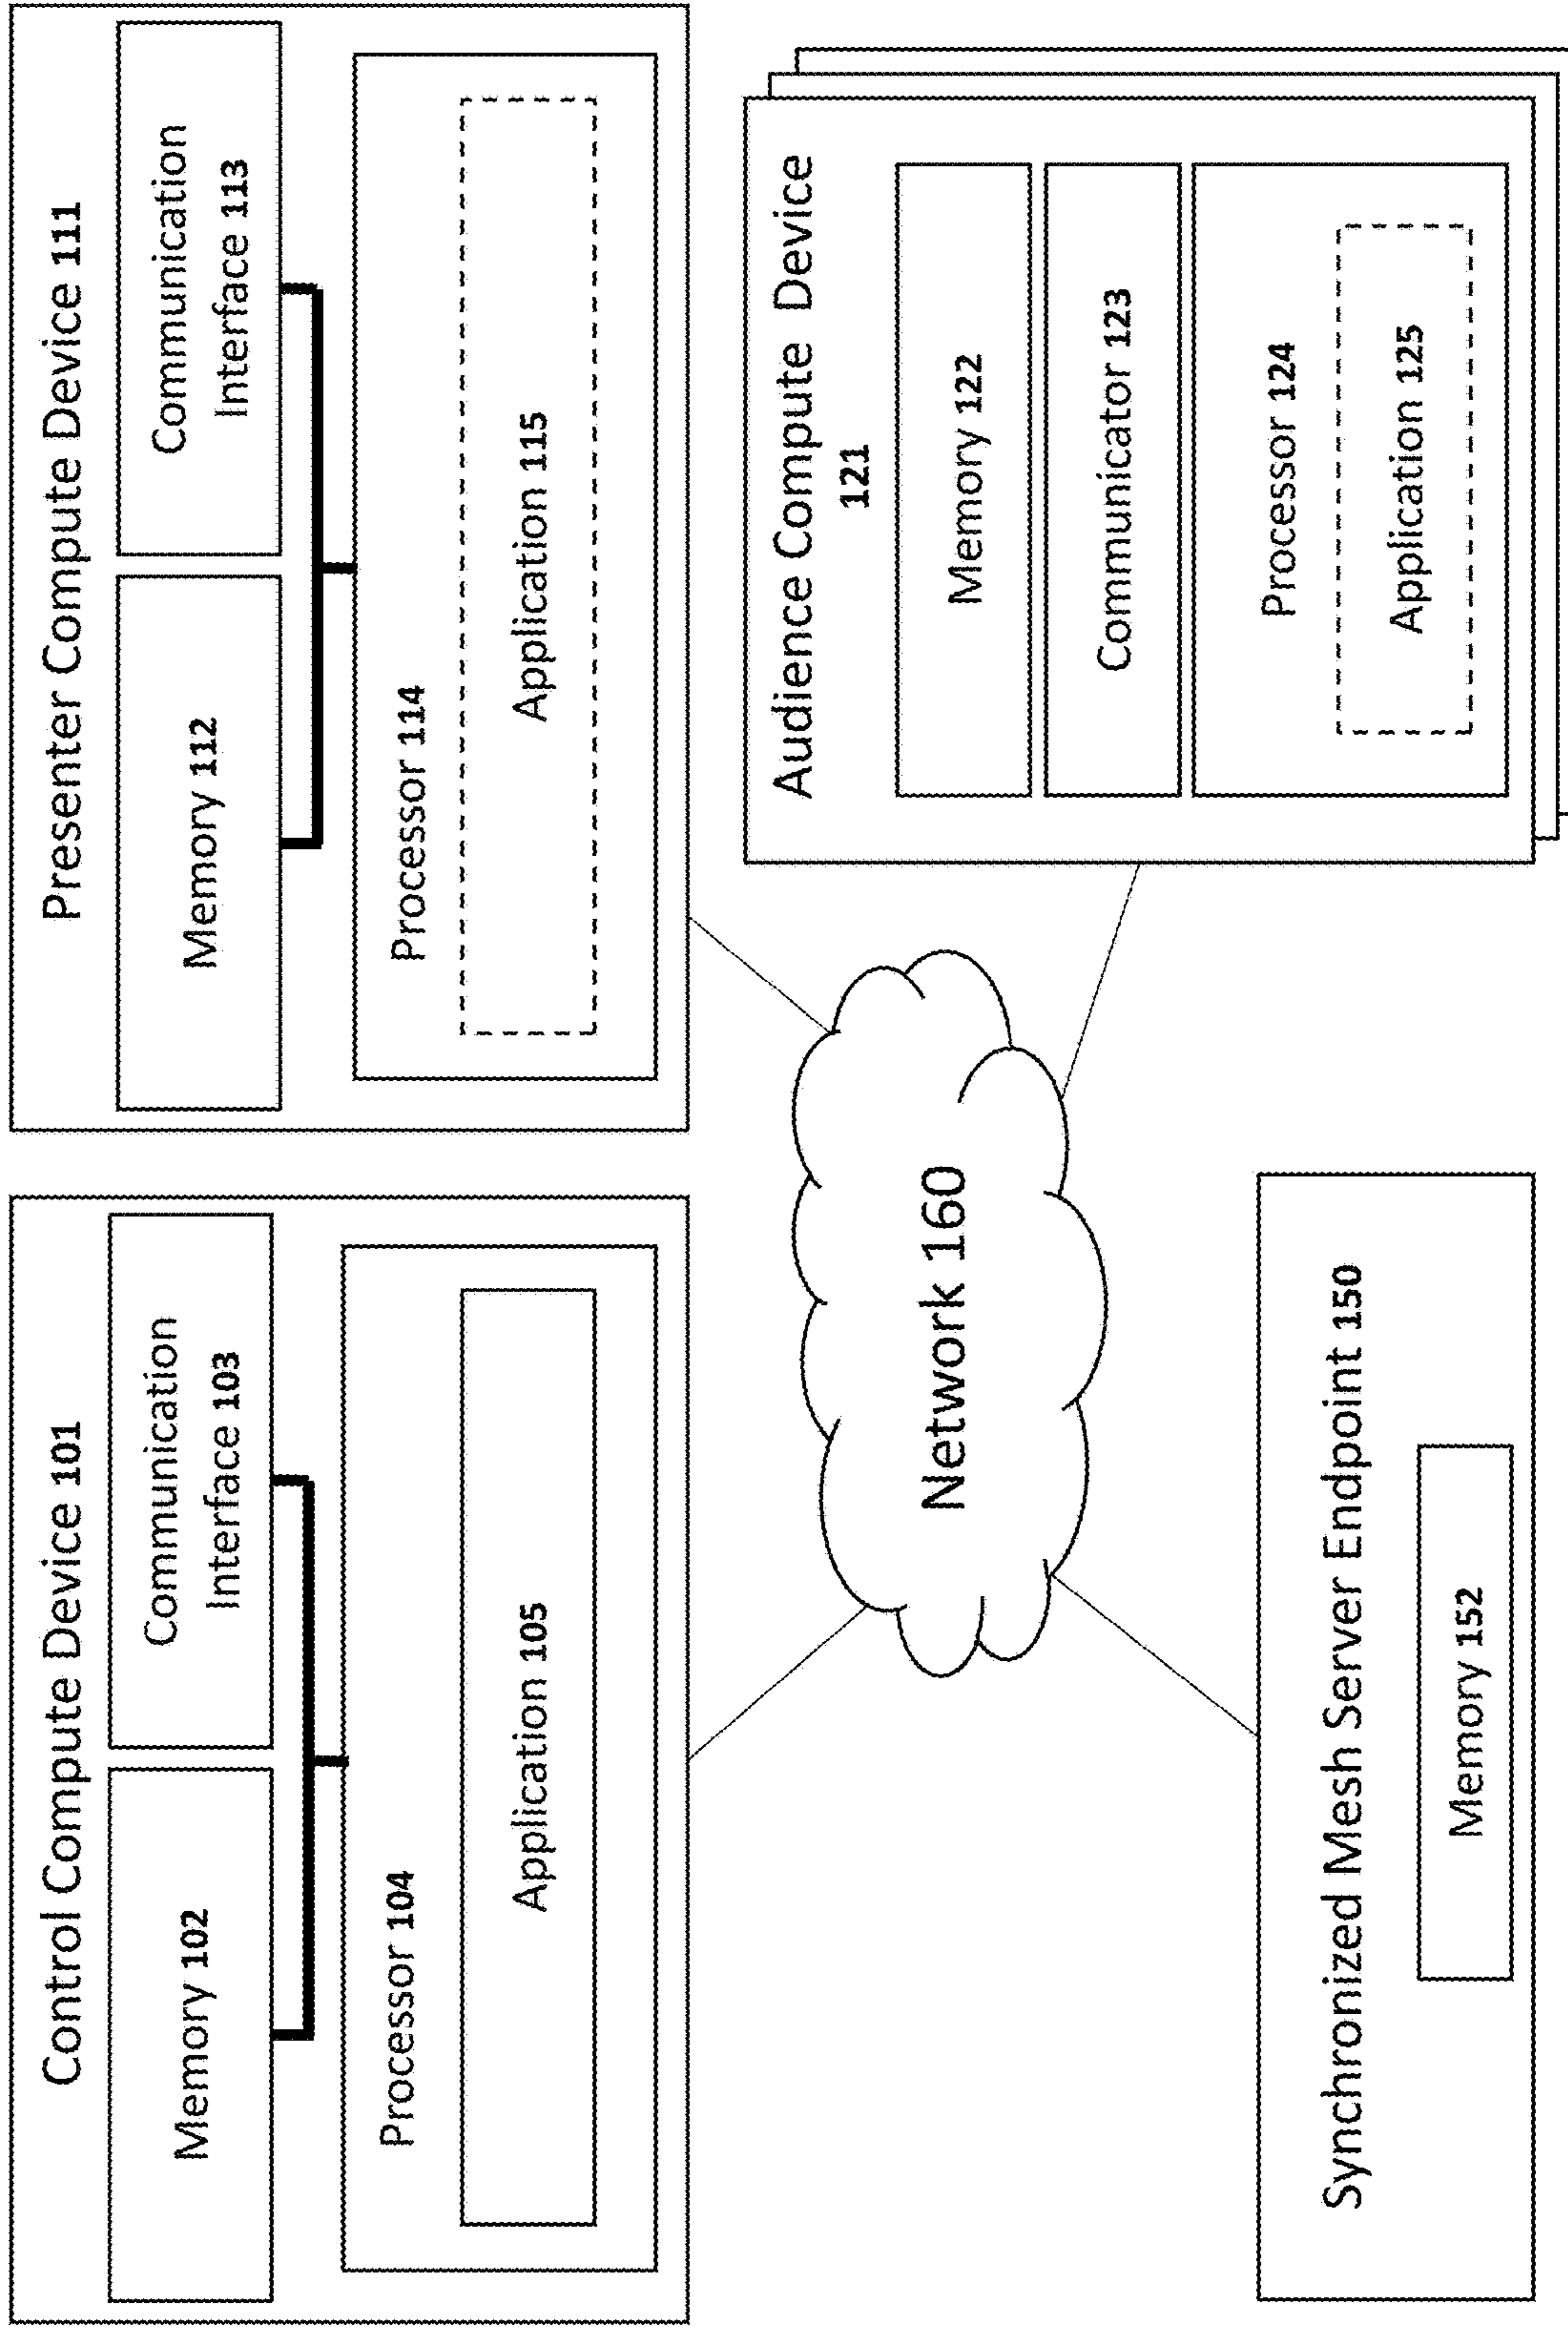 Control Compute Device 101
Memory 102
Communication
Interface 103
Processor 104
Application 105
Presenter Compute Device 111
Memory 112
Communication
Interface 113
Processor 114
Application 115
Network 160
Synchronized Mesh Server Endpoint 150
Memory 152
Audience Compute Device
121
Memory 122
Communicator 123
Processor 124
Application 125